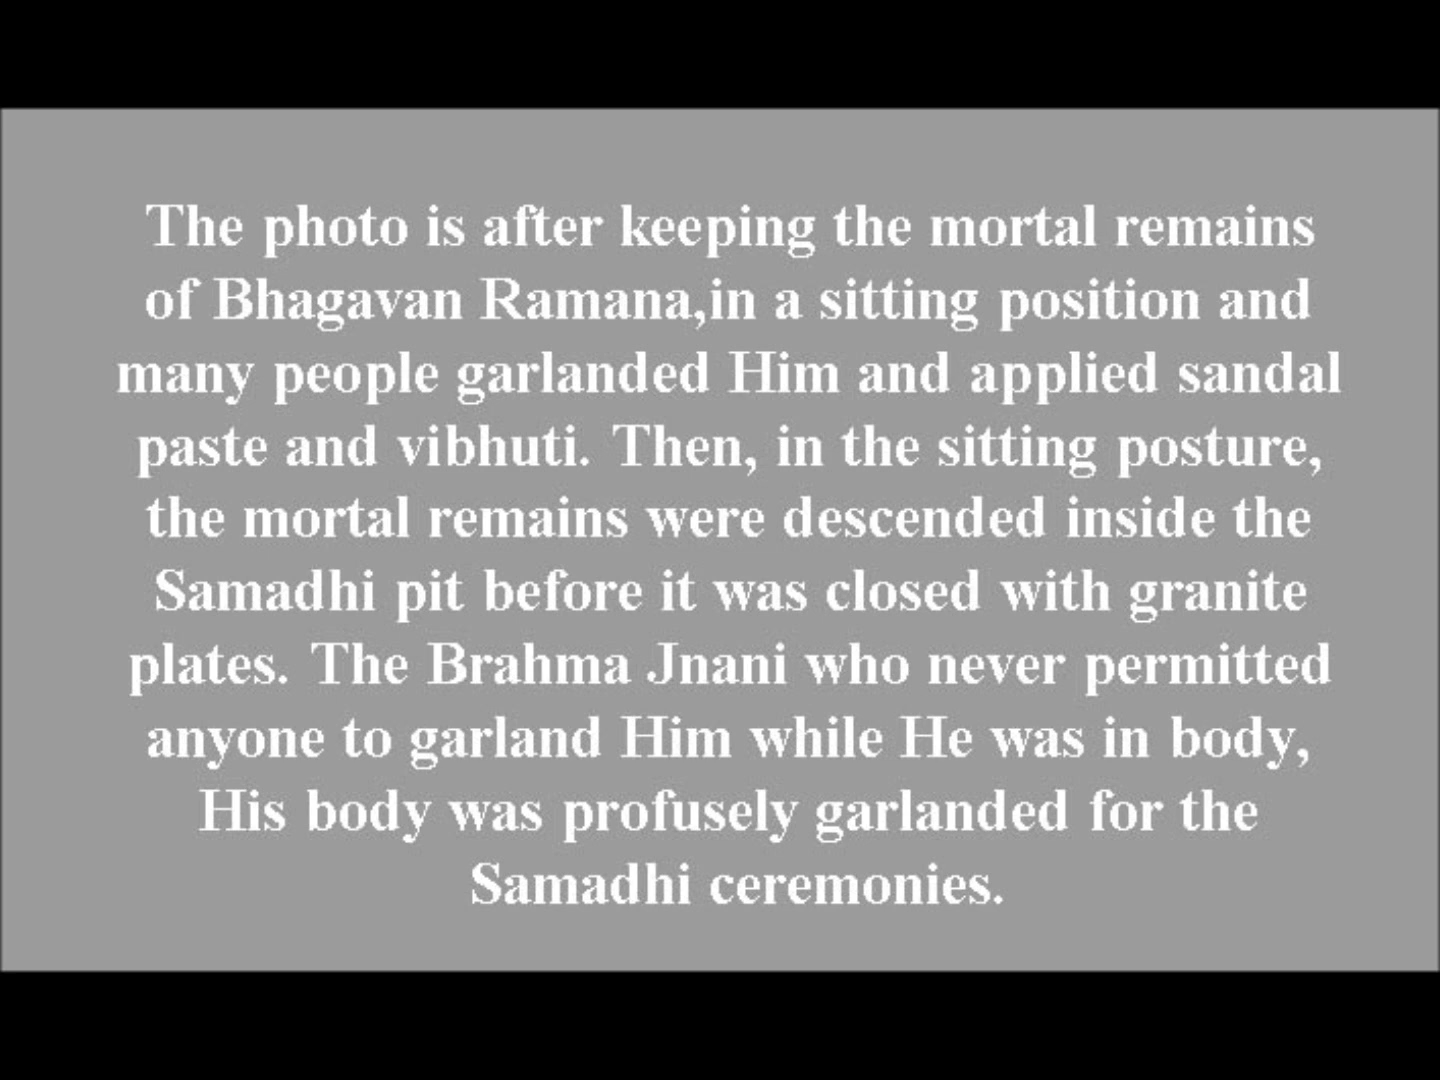 The photo is after keeping the mortal remains
of Bhagavan Ramana,in a sitting position and
many people garlanded Him and applied sandal
paste and vibhuti. Then, in the sitting posture,
the mortal remains were descended inside the
Samadhi pit before it was closed with granite
plates. The Brahma Jnani who never permitted
anyone to garland Him while He was in body,
His body was profusely garlanded for the
Samadhi ceremonies.